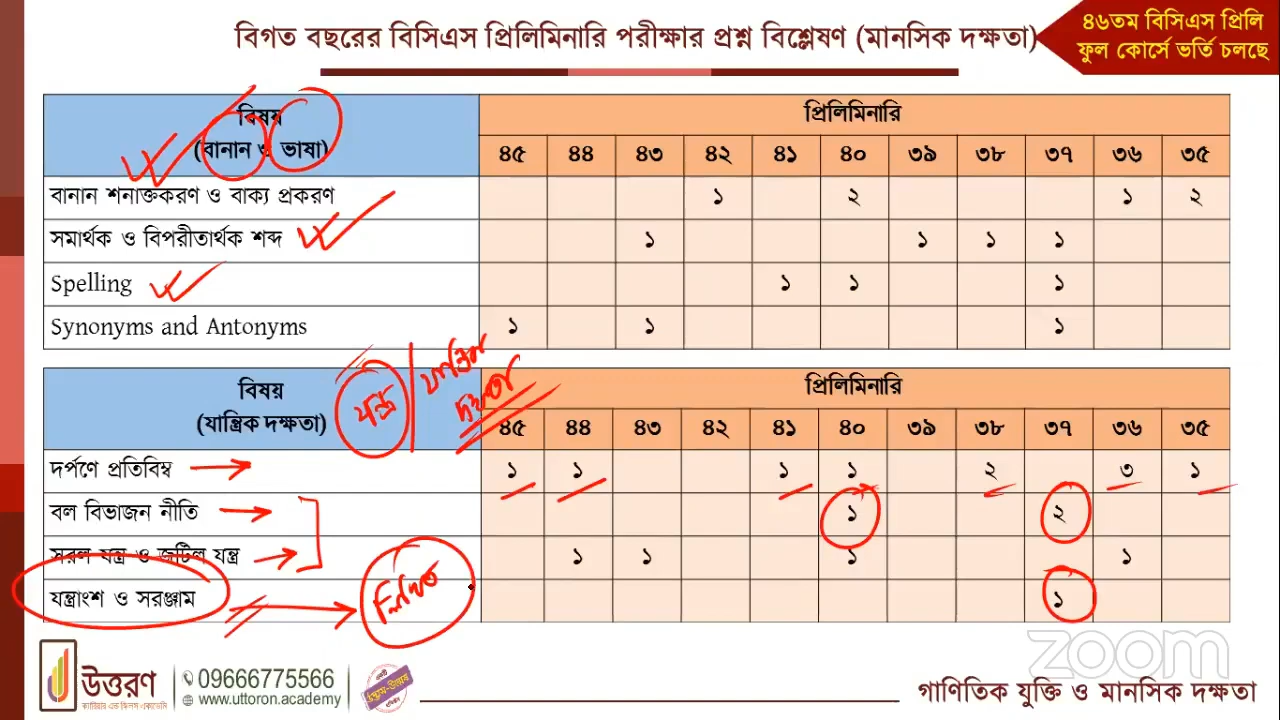 বিগত বছরের বিসিএস প্রিলিমিনারি পরীক্ষার প্রশ্ন বিশ্লেষণ (মানসিক দক্ষতা)
৪৬তম বিসিএস প্রিলি
ফুল কোর্সে ভর্তি চলছে
বিষয়
(বানান ও ভাষা)
প্রিলিমিনারি
৪৫ ৪৪ ৪৩ ৪২ ৪১ ৪০ ৩৯ ৩৮ ৩৭ ৩৬ ৩৫
বানান শনাক্তকরণ ও বাক্য প্রকরণ ১ ২ ১ ২
সমার্থক ও বিপরীতার্থক শব্দ ১ ১ ১ ১
Spelling ১ ১ ১
Synonyms and Antonyms ১ ১ ১
বিষয়
(যান্ত্রিক দক্ষতা)
যন্ত্র
যান্ত্রিক
দক্ষতা
প্রিলিমিনারি
৪৫ ৪৪ ৪৩ ৪২ ৪১ ৪০ ৩৯ ৩৮ ৩৭ ৩৬ ৩৫
দর্পণে প্রতিবিম্ব ১ ১ ১ ১ ২ ৩ ১
বল বিভাজন নীতি ১ ২
সরল যন্ত্র ও জটিল যন্ত্র ১ ১ ১ ১
যন্ত্রাংশ ও সরঞ্জাম লিখিত ১
zoom
উত্তরণ
ক্যারিয়ার এন্ড স্কিলস একাডেমি
09666775566
www.uttoron.academy
গাণিতিক যুক্তি ও মানসিক দক্ষতা